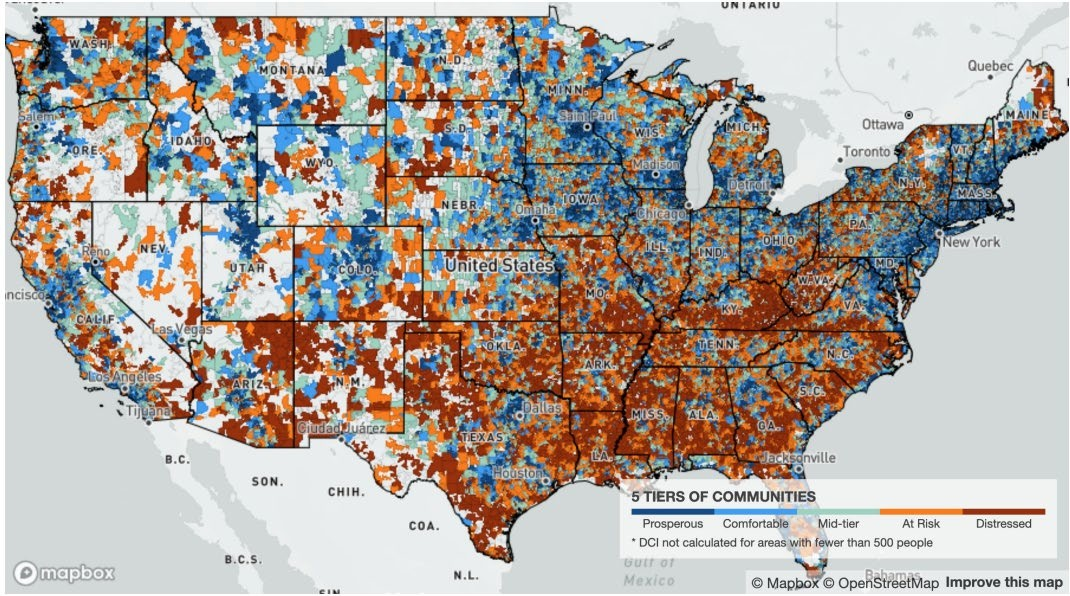 ONTARIO
WASH.
MONTANA
N.D.
MINN.
Quebec
Salem
Saint Paul
Ottawa
MAINE
ORE.
IDAHO
S.D.
WIS.
MICH.
Toronto
VT.
WYO.
Madison
Detroit
N.Y.
MASS.
NEBR.
Omaha
IOWA
Chicago
PA.
New York
Reno
NEV.
UTAH
COLO.
United States
ILL.
IND.
OHIO
MD.
ncisco
CALIF.
MO.
KY.
W.VA.
VA.
Las Vegas
Los Angeles
ARIZ.
N.M.
OKLA.
ARK.
TENN.
N.C.
Tijuana
Ciudad Juárez
Dallas
MISS.
ALA.
GA.
S.C.
B.C.
SON.
CHIH.
TEXAS
Houston
LA.
Jacksonville
5 TIERS OF COMMUNITIES
Prosperous Comfortable Mid-tier At Risk Distressed
* DCI not calculated for areas with fewer than 500 people
COA.
B.C.S.
N.L.
Gulf of
Mexico
Bahamas
mapbox
© Mapbox © OpenStreetMap Improve this map